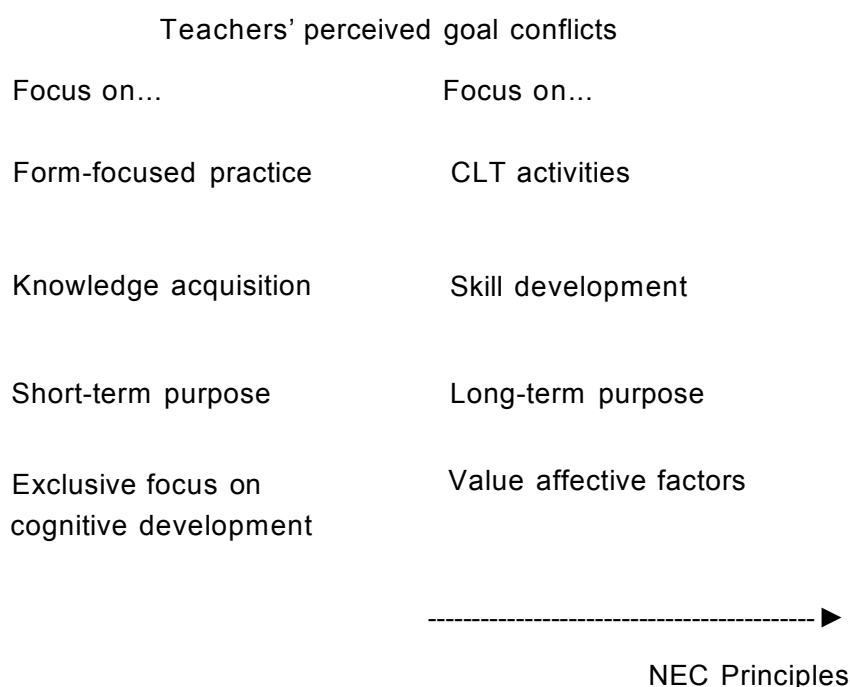 Teachers’ perceived goal conflicts
Focus on... Focus on...
Form-focused practice CLT activities
Knowledge acquisition Skill development
Short-term purpose Long-term purpose
Exclusive focus on Value affective factors
cognitive development
--------------------------------------------►
NEC Principles